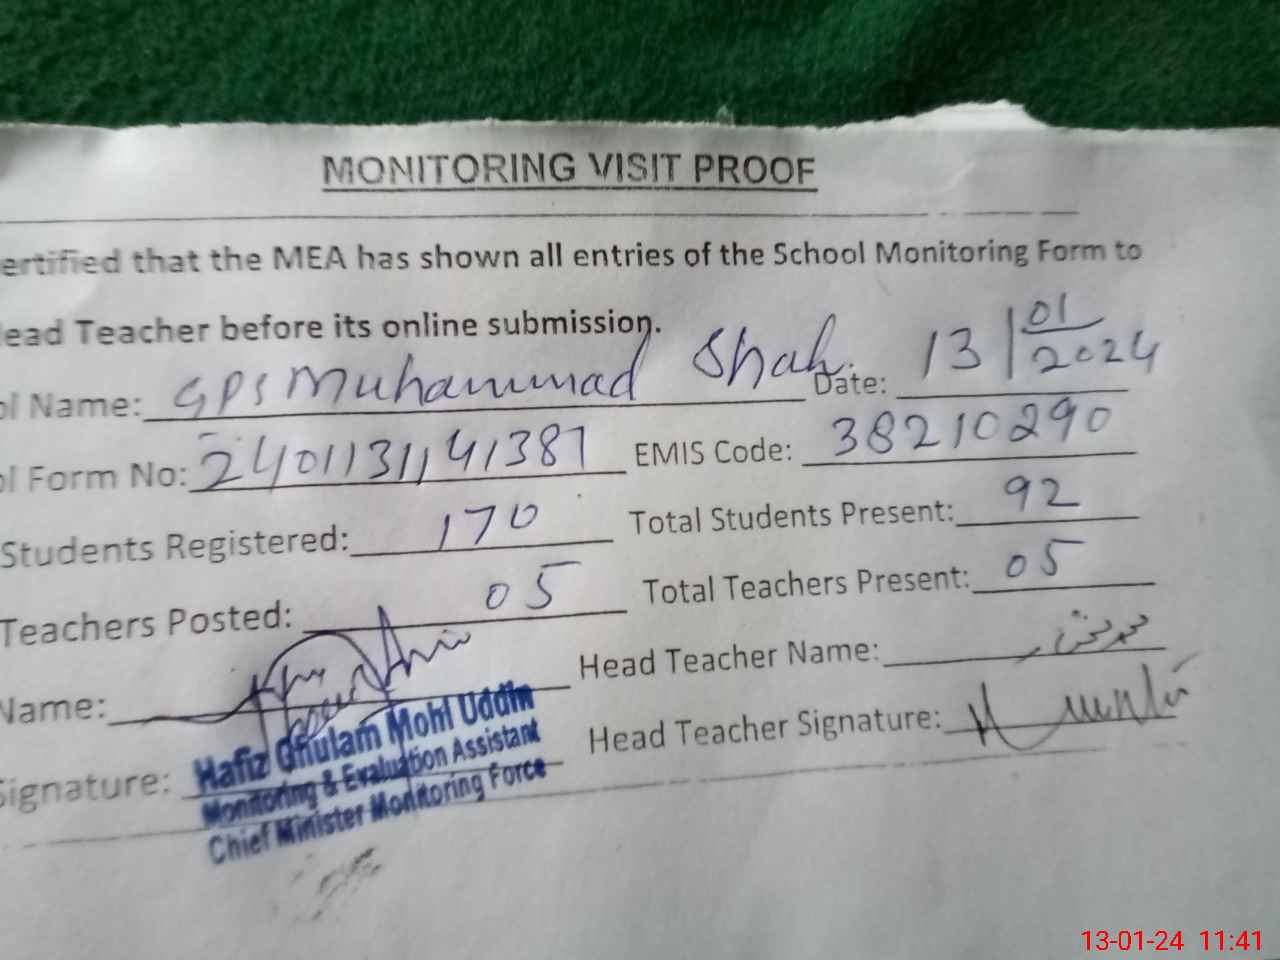 MONITORING VISIT PROOF
ertified that the MEA has shown all entries of the School Monitoring Form to
ead Teacher before its online submission.
ol Name: GPS Muhammad Shah. Date: 13/01/2024
ol Form No: 2401131141387 EMIS Code: 38210290
Students Registered: 170 Total Students Present: 92
Teachers Posted: 05 Total Teachers Present: 05
Name: Head Teacher Name:
Signature: Head Teacher Signature:
Hafiz Ghulam Mohi Uddin
Monitoring & Evaluation Assistant
Chief Minister Monitoring Force
13-01-24 11:41